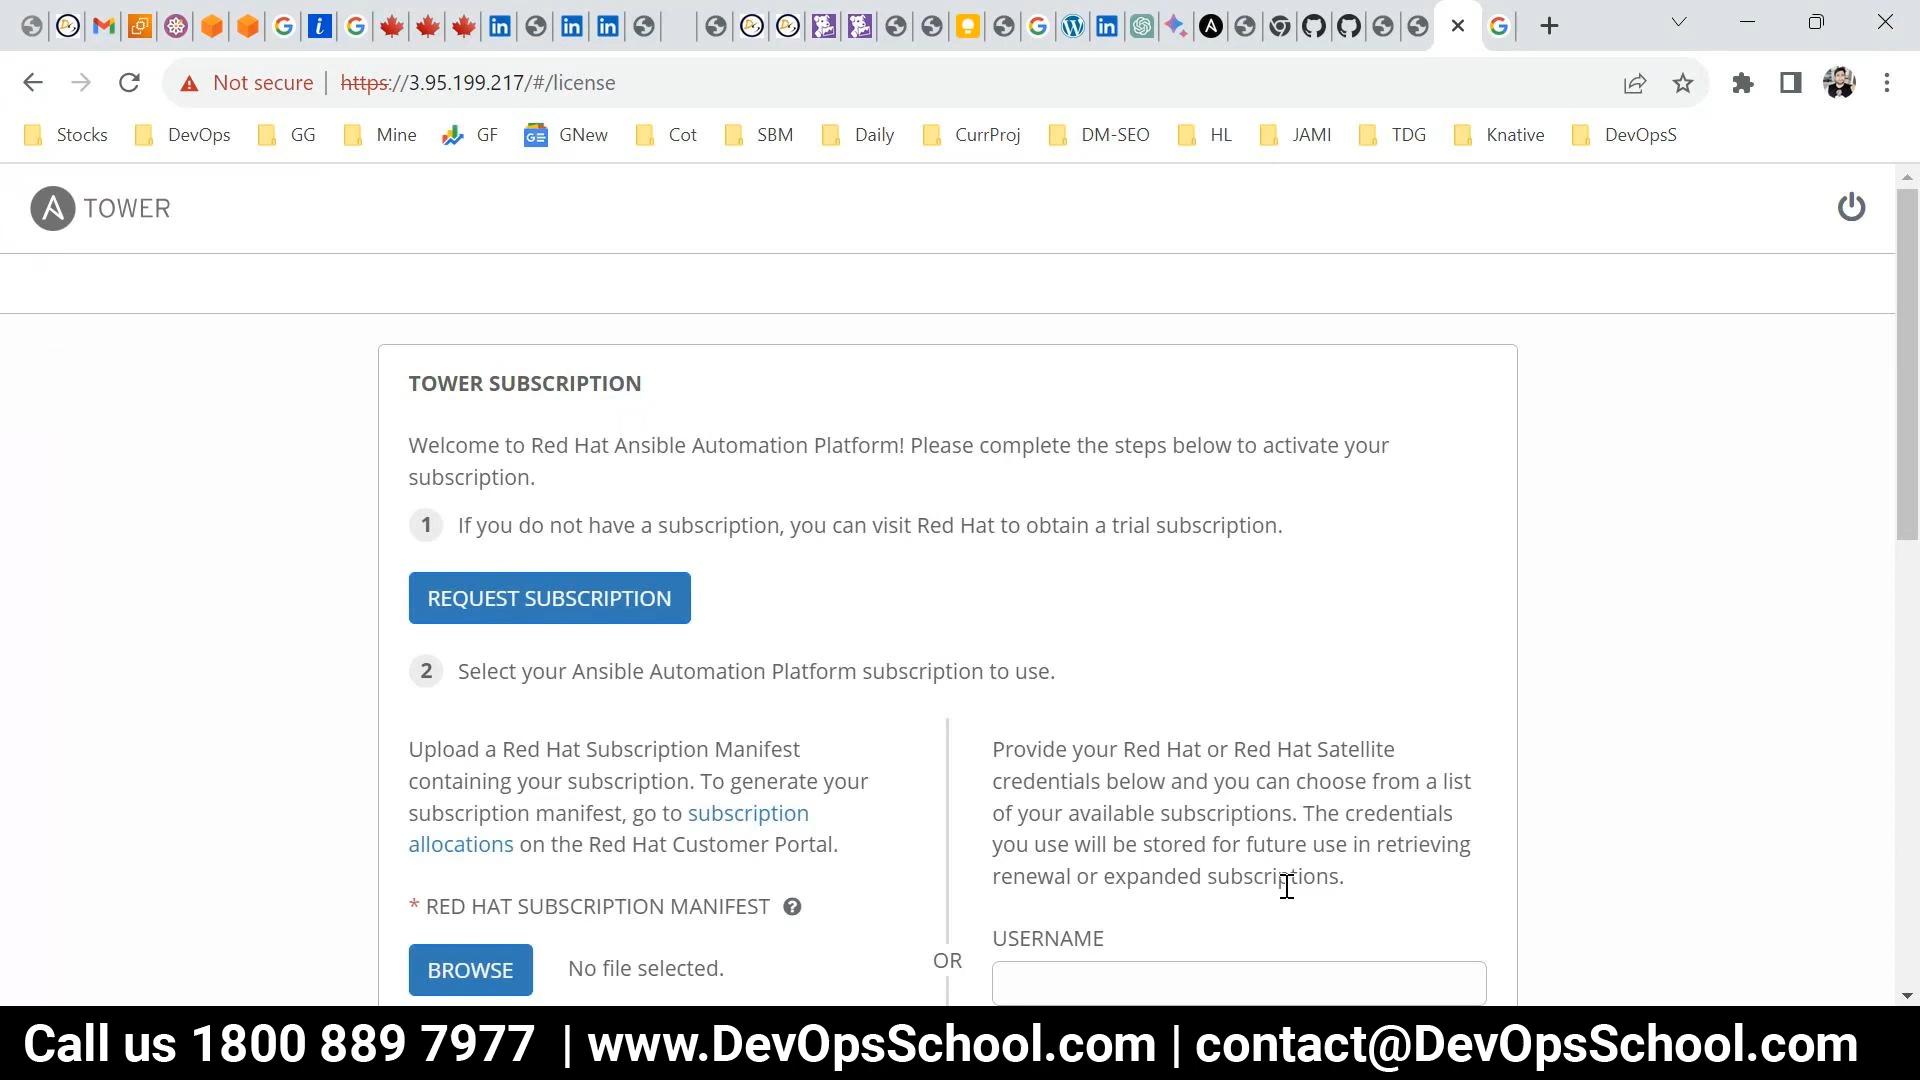 Not secure | https://3.95.199.217/#/license
Stocks DevOps GG Mine GF GNew Cot SBM Daily CurrProj DM-SEO HL JAMI TDG Knative DevOpsS
TOWER
TOWER SUBSCRIPTION
Welcome to Red Hat Ansible Automation Platform! Please complete the steps below to activate your
subscription.
1 If you do not have a subscription, you can visit Red Hat to obtain a trial subscription.
REQUEST SUBSCRIPTION
2 Select your Ansible Automation Platform subscription to use.
Upload a Red Hat Subscription Manifest
containing your subscription. To generate your
subscription manifest, go to subscription
allocations on the Red Hat Customer Portal.
* RED HAT SUBSCRIPTION MANIFEST ?
BROWSE No file selected.
OR
Provide your Red Hat or Red Hat Satellite
credentials below and you can choose from a list
of your available subscriptions. The credentials
you use will be stored for future use in retrieving
renewal or expanded subscriptions.
USERNAME
Call us 1800 889 7977 | www.DevOpsSchool.com | contact@DevOpsSchool.com